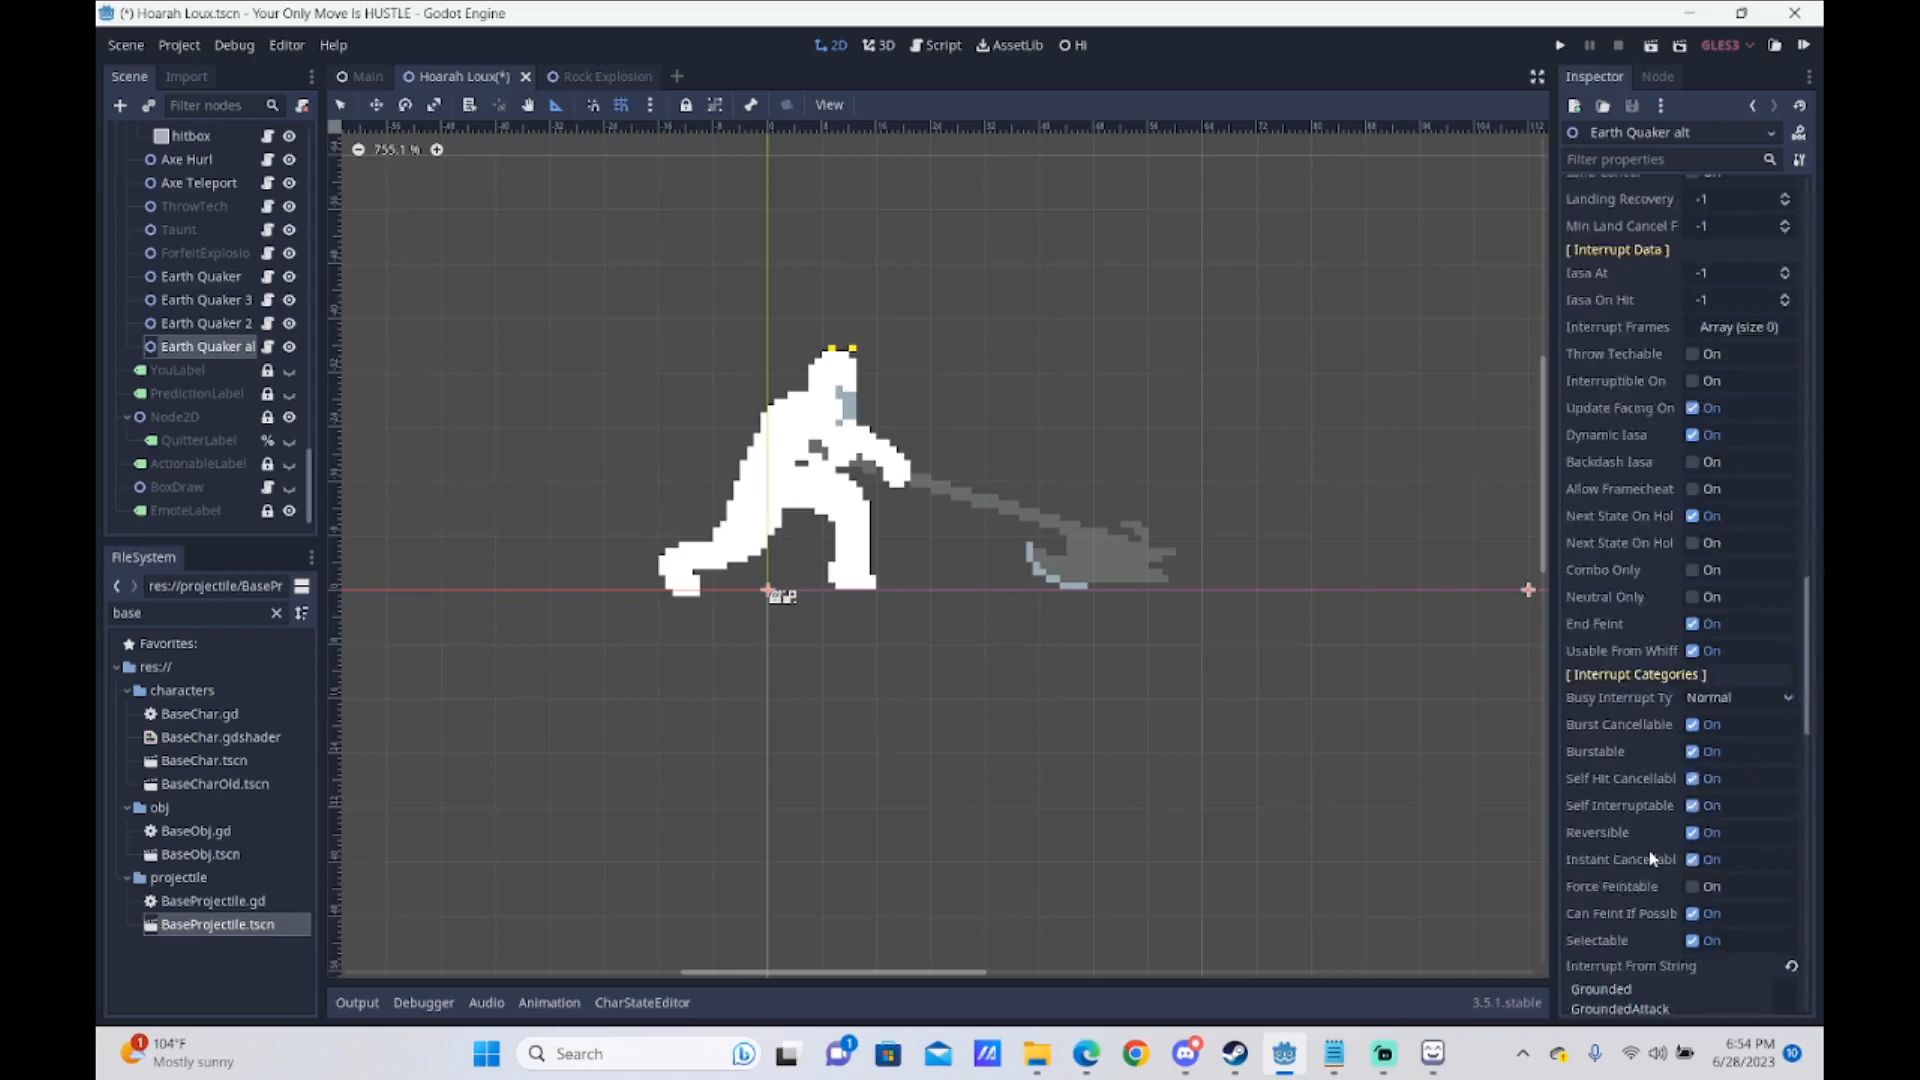 (*) Hoarah Loux.tscn - Your Only Move Is HUSTLE - Godot Engine
Scene Project Debug Editor Help
2D 3D Script AssetLib Hi
GLES3
Scene Import
Main Hoarah Loux(*) Rock Explosion
Inspector Node
Filter nodes
View
755.1 %
Earth Quaker alt
Filter properties
hitbox
Axe Hurl
Axe Teleport
ThrowTech
Taunt
ForfeitExplosio
Earth Quaker
Earth Quaker 3
Earth Quaker 2
Earth Quaker al
YouLabel
PredictionLabel
Node2D
QuitterLabel
ActionableLabel
BoxDraw
EmoteLabel
FileSystem
res://projectile/BasePr
base
Favorites:
res://
characters
BaseChar.gd
BaseChar.gdshader
BaseChar.tscn
BaseCharOld.tscn
obj
BaseObj.gd
BaseObj.tscn
projectile
BaseProjectile.gd
BaseProjectile.tscn
Landing Recovery -1
Min Land Cancel F -1
[ Interrupt Data ]
Iasa At -1
Iasa On Hit -1
Interrupt Frames Array (size 0)
Throw Techable On
Interruptible On On
Update Facing On On
Dynamic Iasa On
Backdash Iasa On
Allow Framecheat On
Next State On Hol On
Next State On Hol On
Combo Only On
Neutral Only On
End Feint On
Usable From Whiff On
[ Interrupt Categories ]
Busy Interrupt Ty Normal
Burst Cancellable On
Burstable On
Self Hit Cancellabl On
Self Interruptable On
Reversible On
Instant Cancellabl On
Force Feintable On
Can Feint If Possib On
Selectable On
Interrupt From String
Grounded
GroundedAttack
Output Debugger Audio Animation CharStateEditor
3.5.1.stable
1
104°F
Mostly sunny
Search
1
6:54 PM
6/28/2023
10